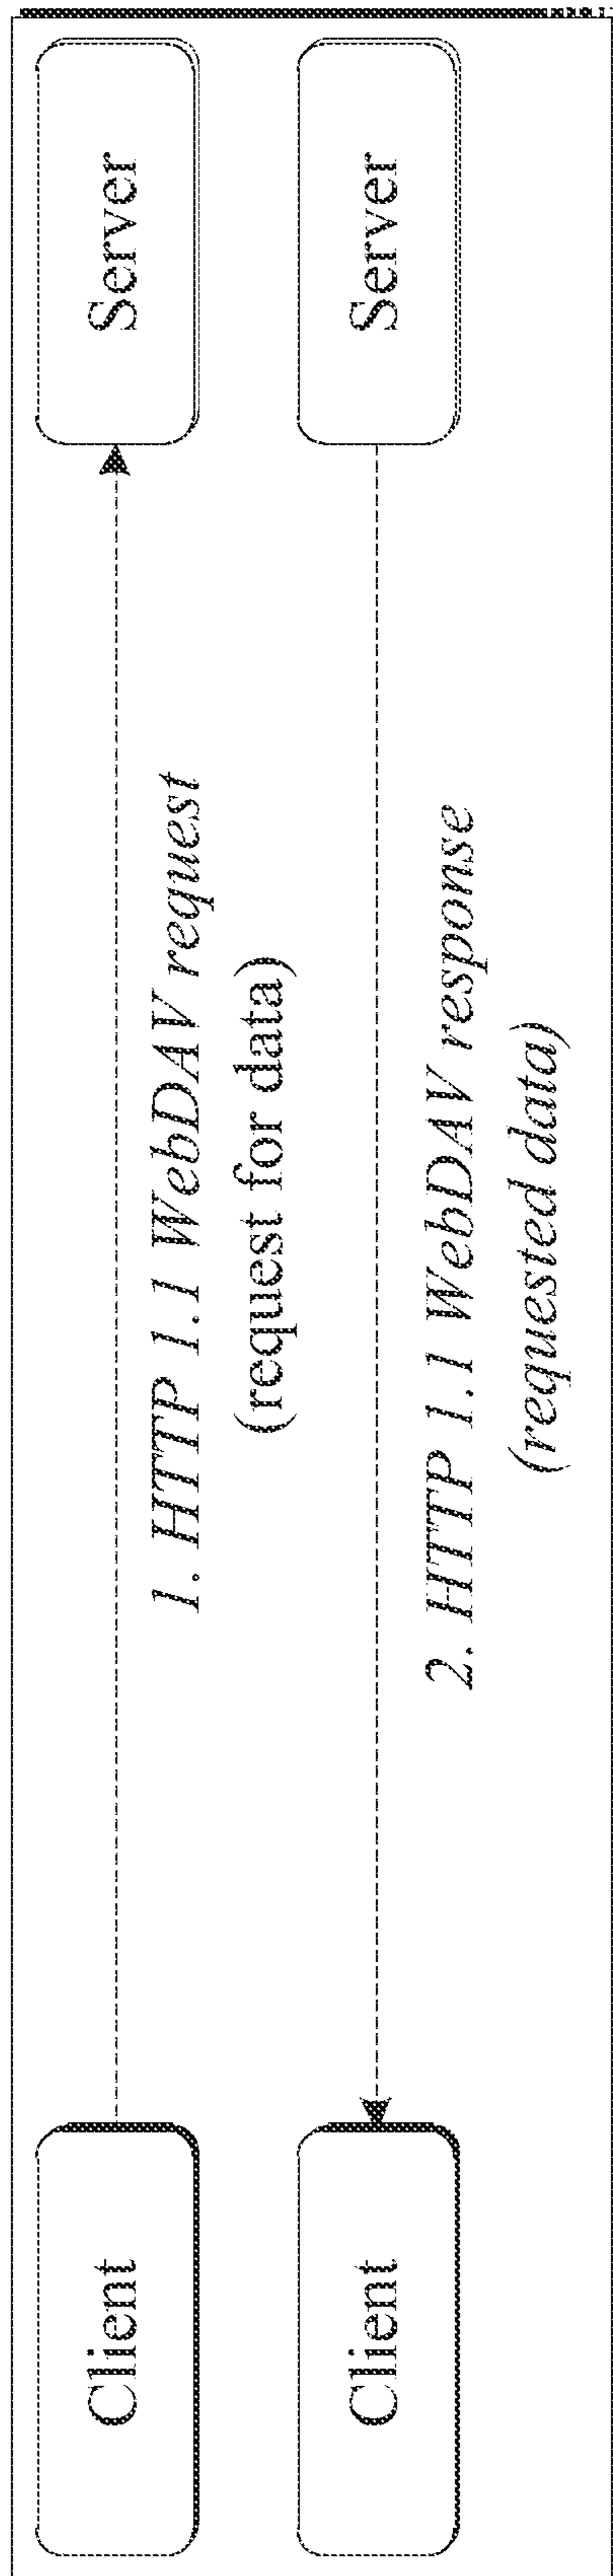 Client
Server
1. HTTP 1.1 WebDAV request
(request for data)
Client
Server
2. HTTP 1.1 WebDAV response
(requested data)